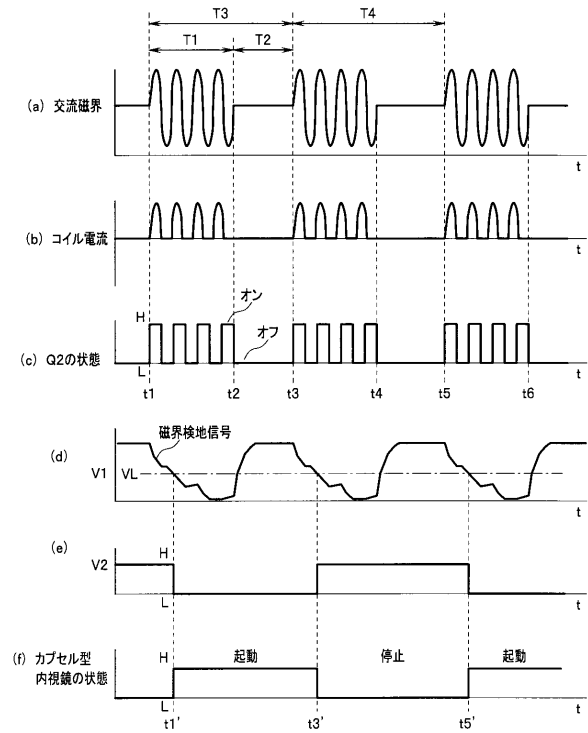 T3
T4
T1
T2
(a) 交流磁界
t
(b) コイル電流
t
オン
H
オフ
(c) Q2の状態
L
t
t1
t2
t3
t4
t5
t6
磁界検地信号
(d)
V1
VL
t
(e)
H
V2
L
t
(f) カプセル型
内視鏡の状態
H
起動
停止
起動
L
t
t1'
t3'
t5'